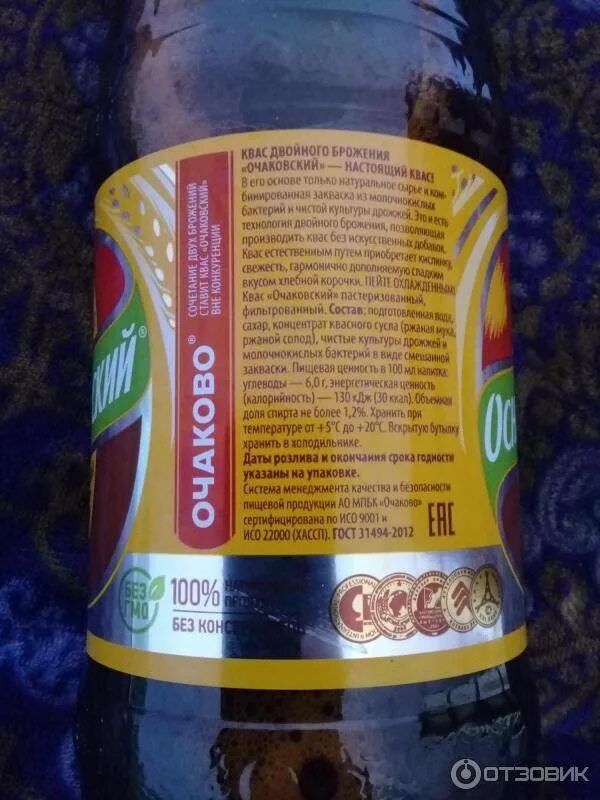 КВАС ДВОЙНОГО БРОЖЕНИЯ
«ОЧАКОВСКИЙ» — НАСТОЯЩИЙ КВАС!
В его основе только натуральное сырье и ком-
бинированная закваска из молочнокислых
бактерий и чистой культуры дрожжей. Это и есть
технология двойного брожения, позволяющая
производить квас без искусственных добавок.
Квас естественным путем приобретает кислинку,
свежесть, гармонично дополняемую сладким
вкусом хлебной корочки. ПЕЙТЕ ОХЛАЖДЕННЫМ!
Квас «Очаковский» пастеризованный,
фильтрованный. Состав: подготовленная вода,
сахар, концентрат квасного сусла (ржаная мука,
ржаной солод), чистые культуры дрожжей и
молочнокислых бактерий в виде смешанной
закваски. Пищевая ценность в 100 мл напитка:
углеводы — 6,0 г, энергетическая ценность
(калорийность) — 130 кДж (30 ккал). Объемная
доля спирта не более 1,2%. Хранить при
температуре от +5°С до +20°С. Вскрытую бутылку
хранить в холодильнике.
Даты розлива и окончания срока годности
указаны на упаковке.
Система менеджмента качества и безопасности
пищевой продукции АО МПБК «Очаково»
сертифицирована по ИСО 9001 и
ИСО 22000 (ХАССП). ГОСТ 31494-2012
EAC
ОЧАКОВО®
СОЧЕТАНИЕ ДВУХ БРОЖЕНИЙ
СТАВИТ КВАС «ОЧАКОВСКИЙ»
ВНЕ КОНКУРЕНЦИИ
ский®
Осн
БЕЗ
ГМО
100%
БЕЗ
ОТЗОВИК